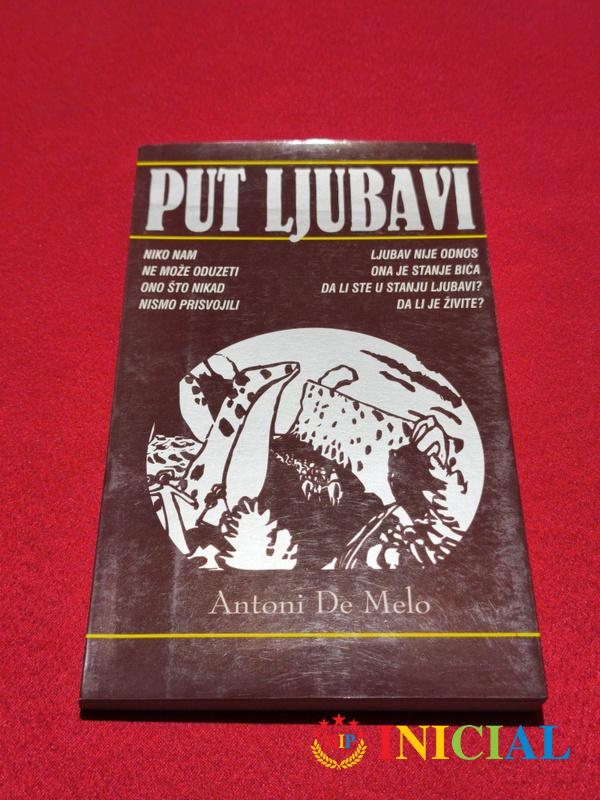 PUT LJUBAVI
NIKO NAM
NE MOŽE ODUZETI
ONO ŠTO NIKAD
NISMO PRISVOJILI
LJUBAV NIJE ODNOS
ONA JE STANJE BIĆA
DA LI STE U STANJU LJUBAVI?
DA LI JE ŽIVITE?
Antoni De Melo
IP INICIAL